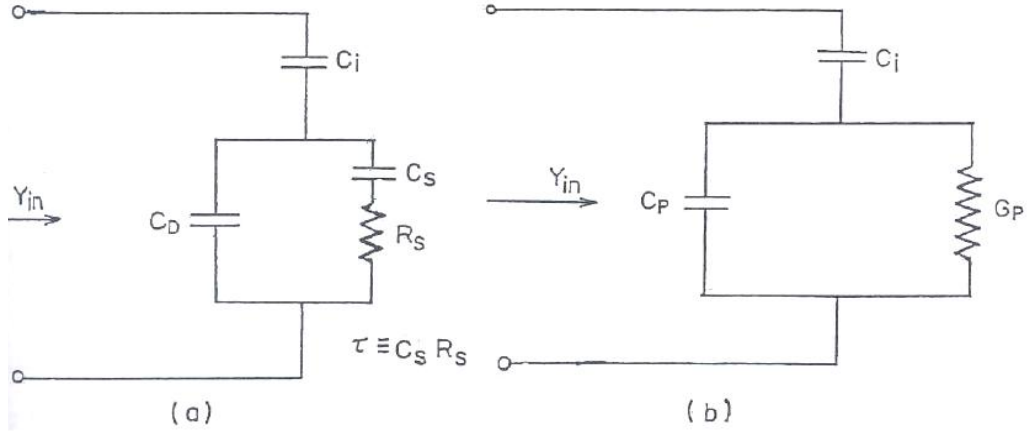 Ci
Yin
CD
CS
RS
τ ≡ CS RS
(a)
Ci
Yin
CP
GP
(b)